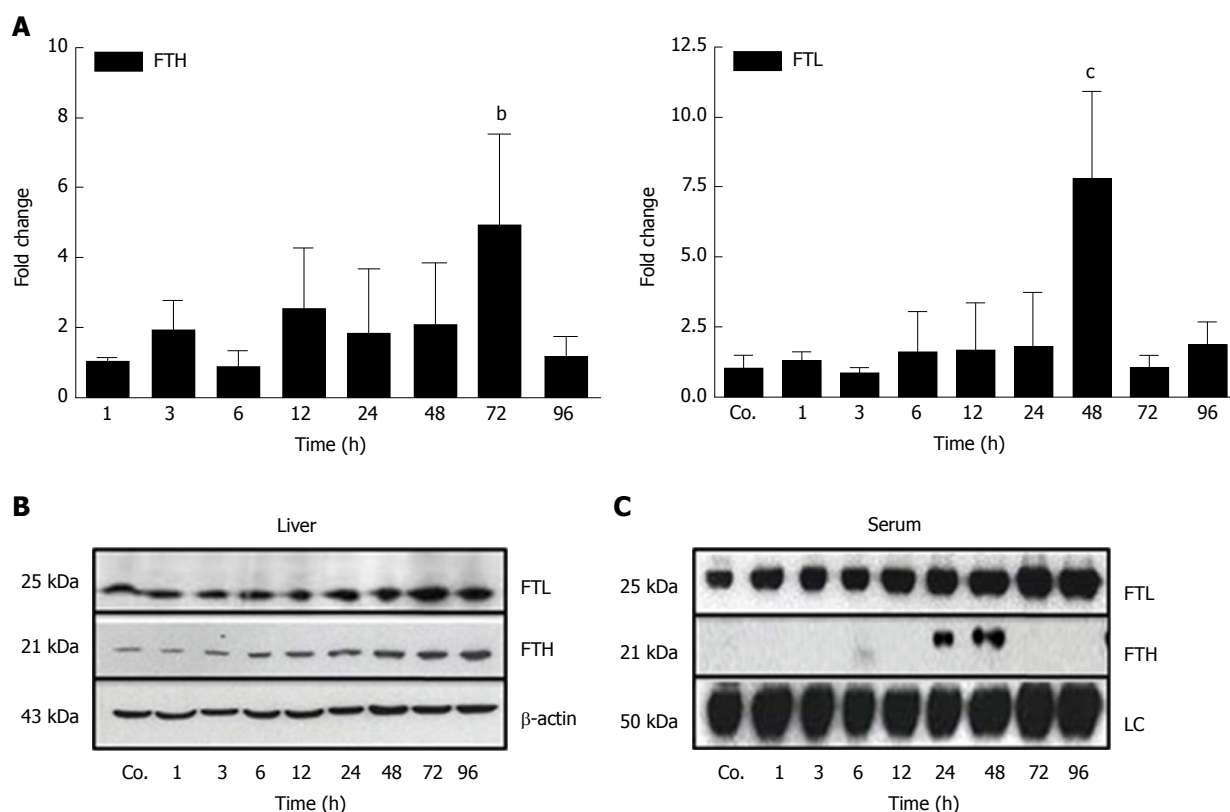 A
FTH
Fold change
10
8
6
4
2
0
b
1 3 6 12 24 48 72 96
Time (h)
FTL
Fold change
12.5
10.0
7.5
5.0
2.5
0.0
c
Co. 1 3 6 12 24 48 72 96
Time (h)
B
Liver
25 kDa FTL
21 kDa FTH
43 kDa β-actin
Co. 1 3 6 12 24 48 72 96
Time (h)
C
Serum
25 kDa FTL
21 kDa FTH
50 kDa LC
Co. 1 3 6 12 24 48 72 96
Time (h)